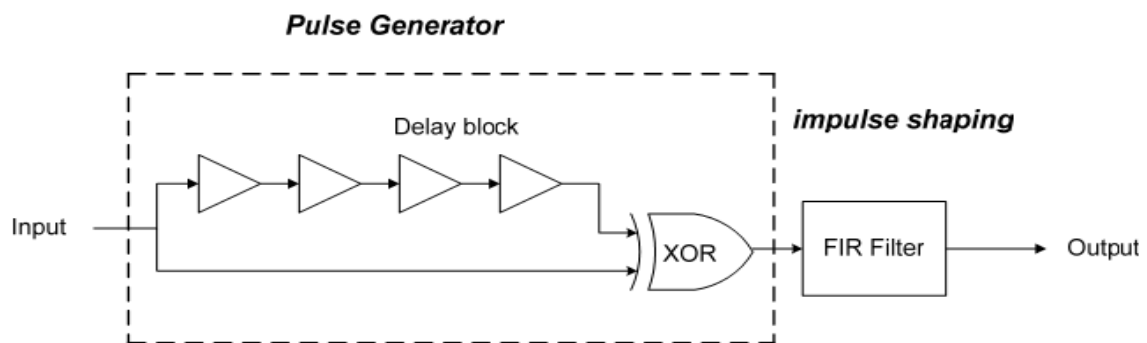 Pulse Generator
Delay block
impulse shaping
Input
XOR
FIR Filter
Output